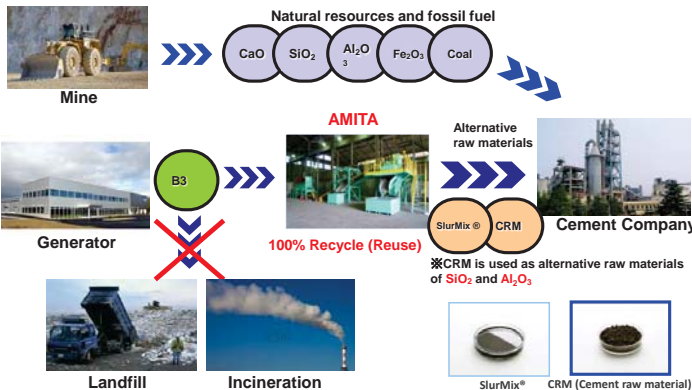 Natural resources and fossil fuel
CaO
SiO₂
Al₂O
3
Fe₂O₃
Coal
Mine
AMITA
Alternative
raw materials
B3
SlurMix ®
CRM
Generator
100% Recycle (Reuse)
Cement Company
※CRM is used as alternative raw materials
of SiO₂ and Al₂O₃
Landfill
Incineration
SlurMix®
CRM (Cement raw material)